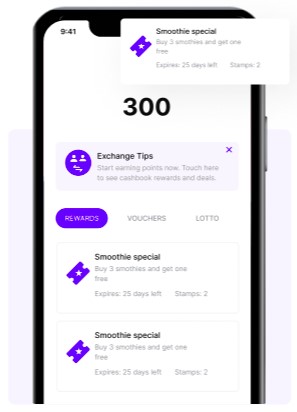 9:41
Smoothie special
Buy 3 smothies and get one
free
Expires: 25 days left Stamps: 2
300
Exchange Tips
Start earning points now. Touch here
to see cashbook rewards and deals.
REWARDS VOUCHERS LOTTO
Smoothie special
Buy 3 smothies and get one
free
Expires: 25 days left Stamps: 2
Smoothie special
Buy 3 smothies and get one
free
Expires: 25 days left Stamps: 2